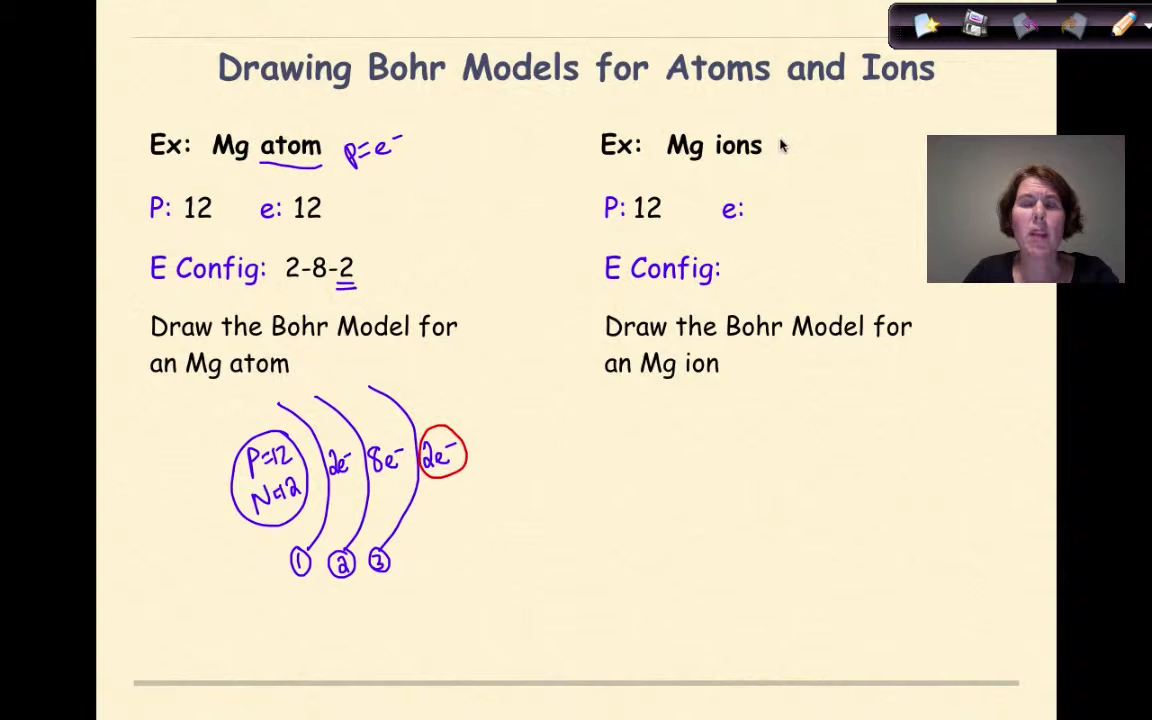 Drawing Bohr Models for Atoms and Ions
Ex: Mg atom p=e⁻
P: 12 e: 12
E Config: 2-8-2
Draw the Bohr Model for
an Mg atom
P=12
N=12
2e⁻ 8e⁻ 2e⁻
1 2 3
Ex: Mg ions
P: 12 e:
E Config:
Draw the Bohr Model for
an Mg ion